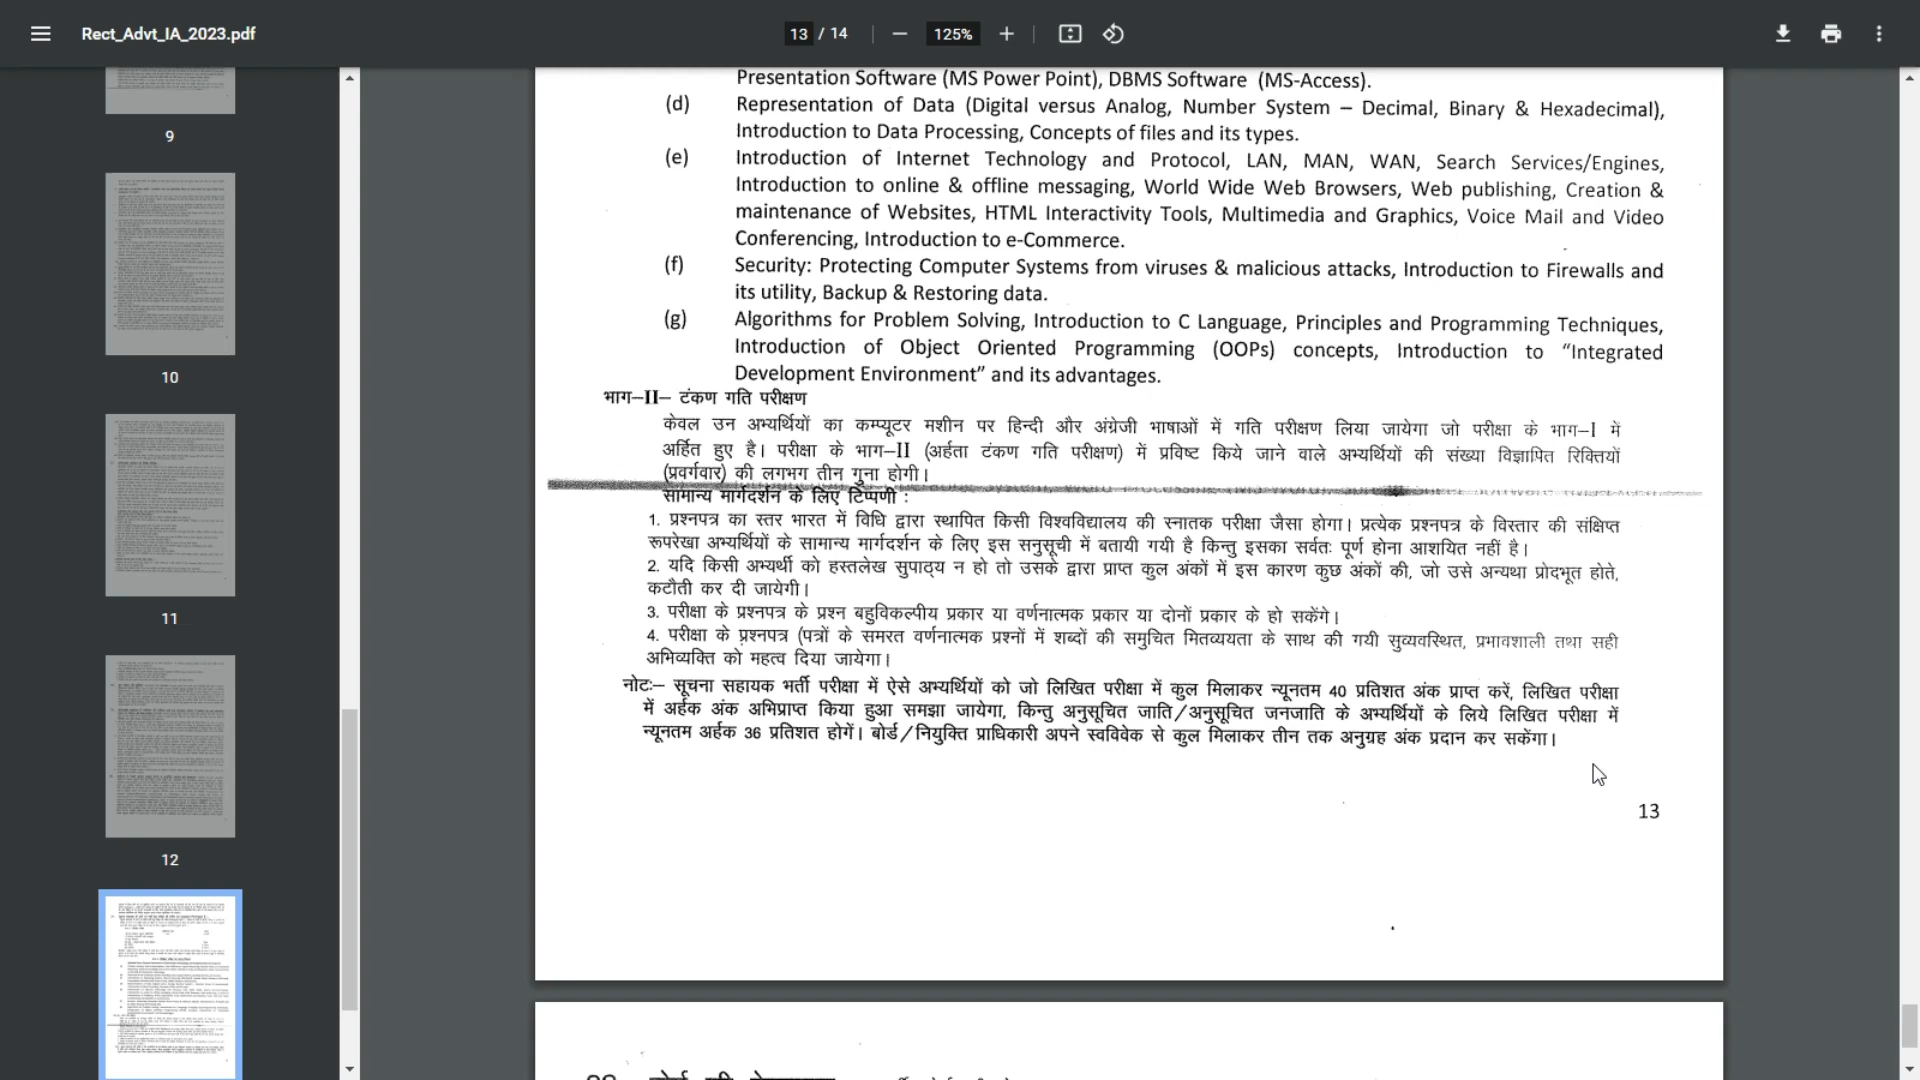 Rect_Advt_IA_2023.pdf
13 / 14
125%
9
10
11
12
Presentation Software (MS Power Point), DBMS Software (MS-Access).
(d) Representation of Data (Digital versus Analog, Number System – Decimal, Binary & Hexadecimal),
Introduction to Data Processing, Concepts of files and its types.
(e) Introduction of Internet Technology and Protocol, LAN, MAN, WAN, Search Services/Engines,
Introduction to online & offline messaging, World Wide Web Browsers, Web publishing, Creation &
maintenance of Websites, HTML Interactivity Tools, Multimedia and Graphics, Voice Mail and Video
Conferencing, Introduction to e-Commerce.
(f) Security: Protecting Computer Systems from viruses & malicious attacks, Introduction to Firewalls and
its utility, Backup & Restoring data.
(g) Algorithms for Problem Solving, Introduction to C Language, Principles and Programming Techniques,
Introduction of Object Oriented Programming (OOPs) concepts, Introduction to “Integrated
Development Environment” and its advantages.
भाग–II– टंकण गति परीक्षण
केवल उन अभ्यर्थियों का कम्प्यूटर मशीन पर हिन्दी और अंग्रेजी भाषाओं में गति परीक्षण लिया जायेगा जो परीक्षा के भाग–I में
अर्हित हुए है। परीक्षा के भाग–II (अर्हता टंकण गति परीक्षण) में प्रविष्ट किये जाने वाले अभ्यर्थियों की संख्या विज्ञापित रिक्तियों
(प्रवर्गवार) की लगभग तीन गुना होगी।
सामान्य मार्गदर्शन के लिए टिप्पणी :
1. प्रश्नपत्र का स्तर भारत में विधि द्वारा स्थापित किसी विश्वविद्यालय की स्नातक परीक्षा जैसा होगा। प्रत्येक प्रश्नपत्र के विस्तार की संक्षिप्त
रूपरेखा अभ्यर्थियों के सामान्य मार्गदर्शन के लिए इस सनुसूची में बतायी गयी है किन्तु इसका सर्वतः पूर्ण होना आशयित नहीं है।
2. यदि किसी अभ्यर्थी को हस्तलेख सुपाठ्य न हो तो उसके द्वारा प्राप्त कुल अंकों में इस कारण कुछ अंकों की, जो उसे अन्यथा प्रोदभूत होते,
कटौती कर दी जायेगी।
3. परीक्षा के प्रश्नपत्र के प्रश्न बहुविकल्पीय प्रकार या वर्णनात्मक प्रकार या दोनों प्रकार के हो सकेंगे।
4. परीक्षा के प्रश्नपत्र (पत्रों के समरत वर्णनात्मक प्रश्नों में शब्दों की समुचित मितव्ययता के साथ की गयी सुव्यवस्थित, प्रभावशाली तथा सही
अभिव्यक्ति को महत्व दिया जायेगा।
नोटः– सूचना सहायक भर्ती परीक्षा में ऐसे अभ्यर्थियों को जो लिखित परीक्षा में कुल मिलाकर न्यूनतम 40 प्रतिशत अंक प्राप्त करें, लिखित परीक्षा
में अर्हक अंक अभिप्राप्त किया हुआ समझा जायेगा, किन्तु अनुसूचित जाति/अनुसूचित जनजाति के अभ्यर्थियों के लिये लिखित परीक्षा में
न्यूनतम अर्हक 36 प्रतिशत होगें। बोर्ड/नियुक्ति प्राधिकारी अपने स्वविवेक से कुल मिलाकर तीन तक अनुग्रह अंक प्रदान कर सकेंगा।
13